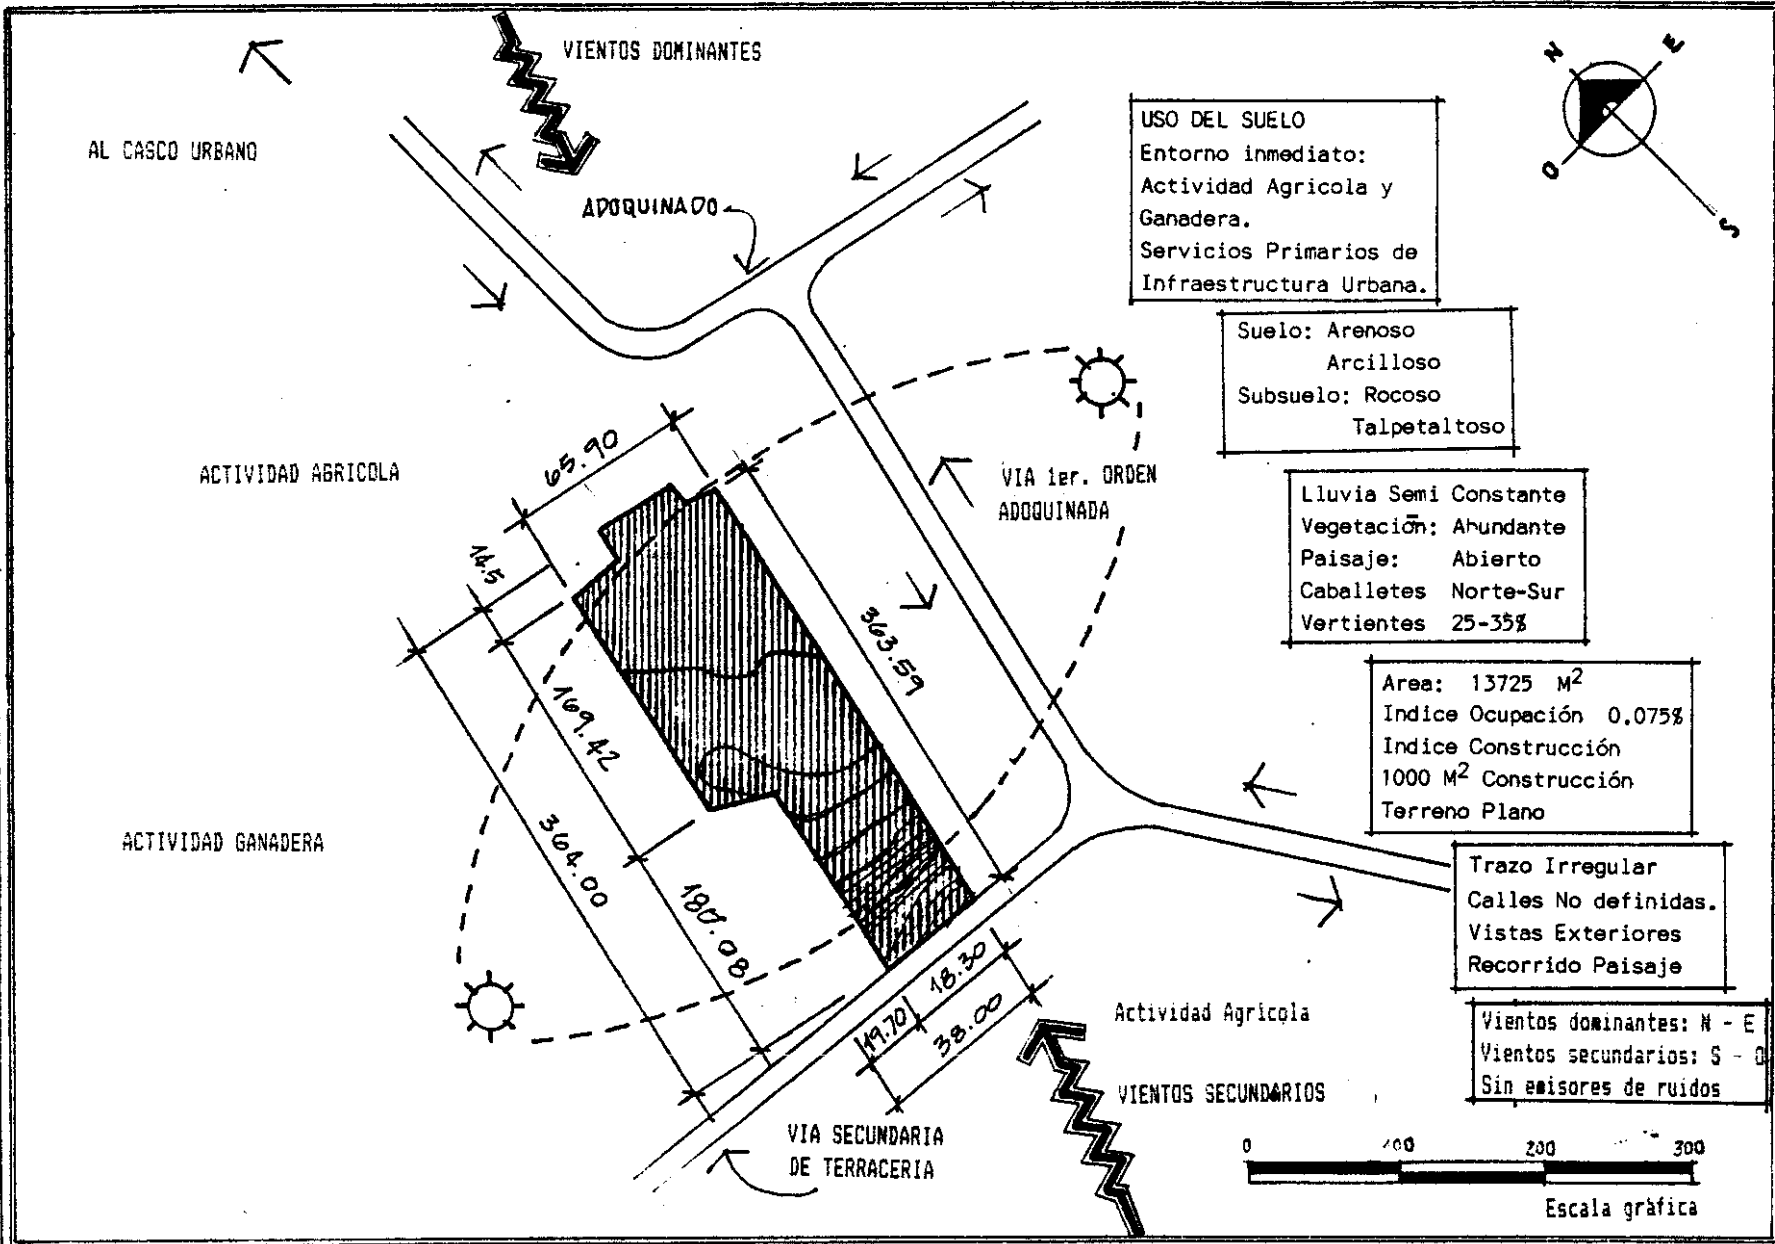 VIENTOS DOMINANTES
AL CASCO URBANO
ADOQUINADO
N
E
O
S
USO DEL SUELO
Entorno inmediato:
Actividad Agricola y
Ganadera.
Servicios Primarios de
Infraestructura Urbana.
Suelo: Arenoso
Arcilloso
Subsuelo: Rocoso
Talpetaltoso
ACTIVIDAD AGRICOLA
65.90
14.5
VIA 1er. ORDEN
ADOQUINADA
Lluvia Semi Constante
Vegetación: Abundante
Paisaje: Abierto
Caballetes Norte-Sur
Vertientes 25-35%
363.59
169.42
Area: 13725 M²
Indice Ocupación 0.075%
Indice Construcción
1000 M² Construcción
Terreno Plano
ACTIVIDAD GANADERA
364.00
180.08
Trazo Irregular
Calles No definidas.
Vistas Exteriores
Recorrido Paisaje
18.30
19.70
38.00
Actividad Agricola
VIENTOS SECUNDARIOS
Vientos dominantes: N - E
Vientos secundarios: S - O
Sin emisores de ruidos
VIA SECUNDARIA
DE TERRACERIA
0 100 200 300
Escala gráfica